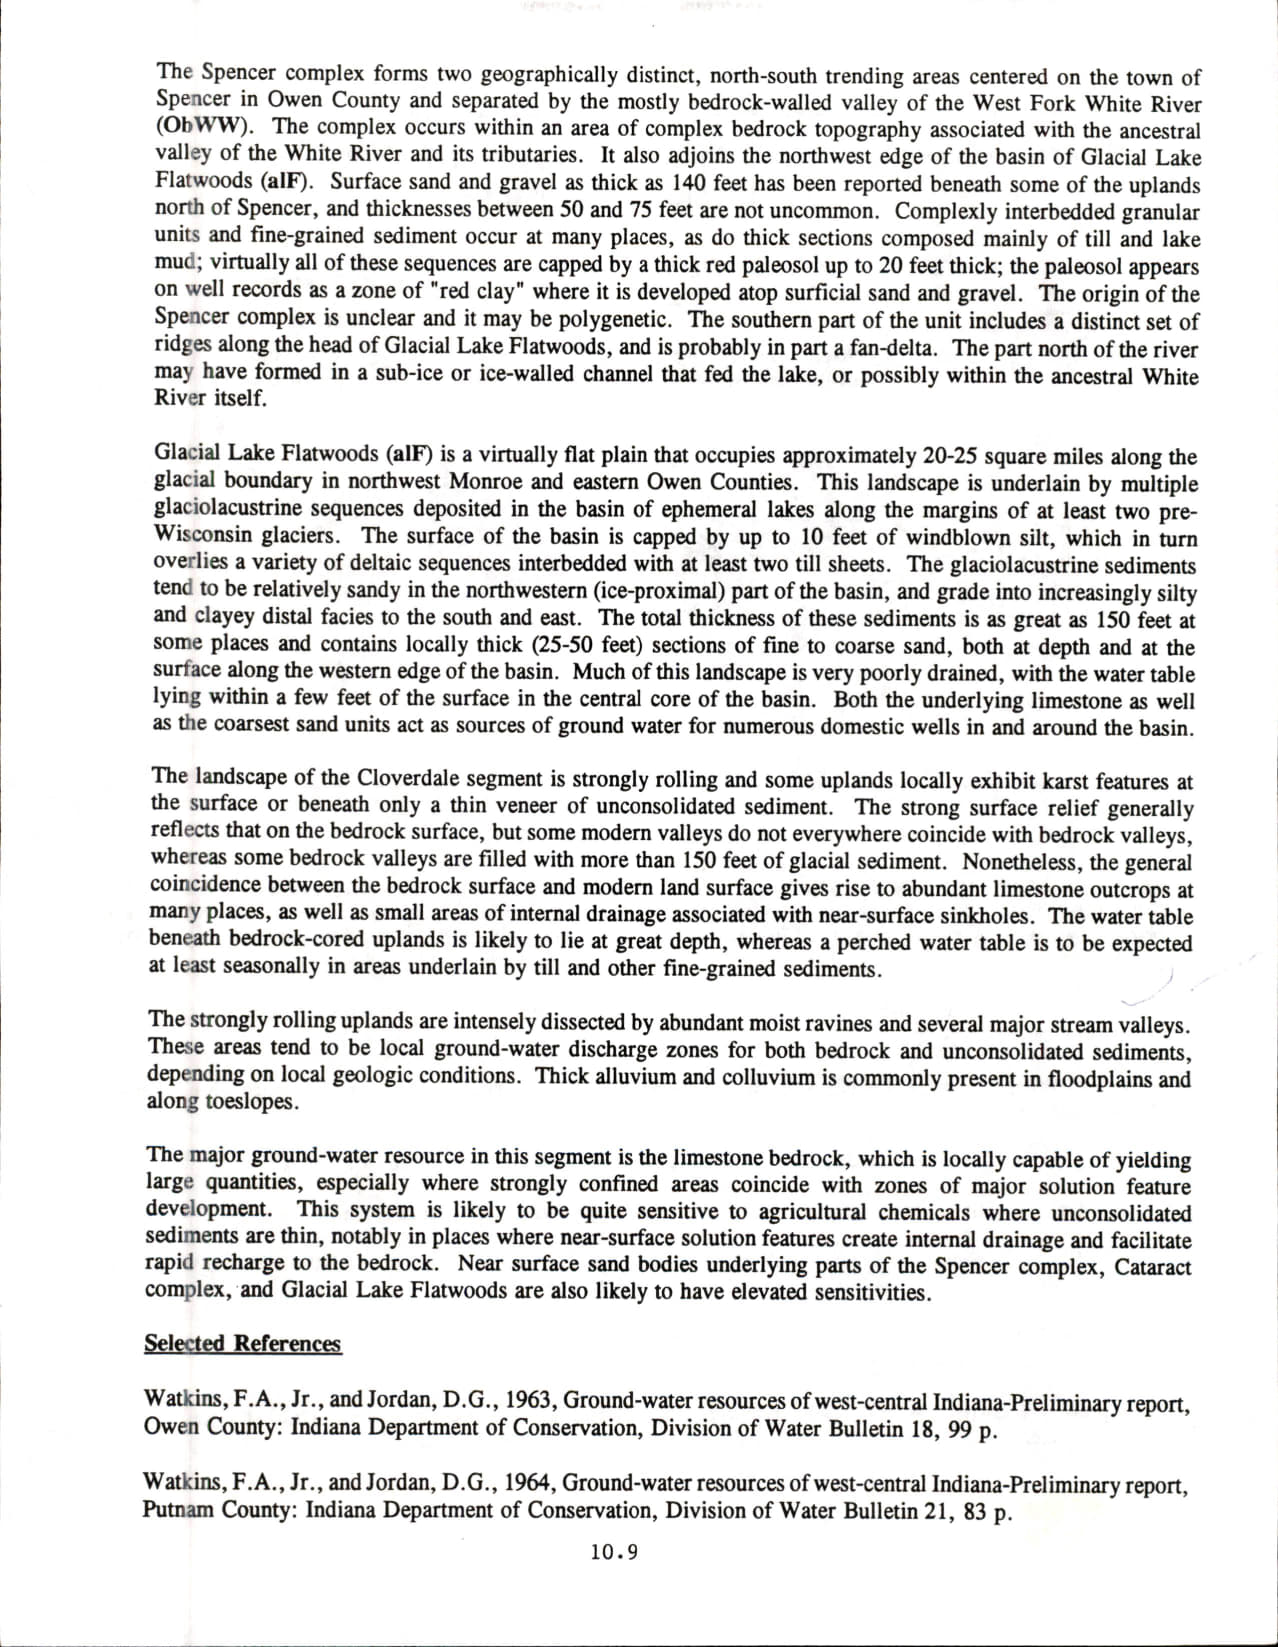 The Spencer complex forms two geographically distinct, north-south trending areas centered on the town of
Spencer in Owen County and separated by the mostly bedrock-walled valley of the West Fork White River
(ObWW). The complex occurs within an area of complex bedrock topography associated with the ancestral
valley of the White River and its tributaries. It also adjoins the northwest edge of the basin of Glacial Lake
Flatwoods (alF). Surface sand and gravel as thick as 140 feet has been reported beneath some of the uplands
north of Spencer, and thicknesses between 50 and 75 feet are not uncommon. Complexly interbedded granular
units and fine-grained sediment occur at many places, as do thick sections composed mainly of till and lake
mud; virtually all of these sequences are capped by a thick red paleosol up to 20 feet thick; the paleosol appears
on well records as a zone of "red clay" where it is developed atop surficial sand and gravel. The origin of the
Spencer complex is unclear and it may be polygenetic. The southern part of the unit includes a distinct set of
ridges along the head of Glacial Lake Flatwoods, and is probably in part a fan-delta. The part north of the river
may have formed in a sub-ice or ice-walled channel that fed the lake, or possibly within the ancestral White
River itself.
Glacial Lake Flatwoods (alF) is a virtually flat plain that occupies approximately 20-25 square miles along the
glacial boundary in northwest Monroe and eastern Owen Counties. This landscape is underlain by multiple
glaciolacustrine sequences deposited in the basin of ephemeral lakes along the margins of at least two pre-
Wisconsin glaciers. The surface of the basin is capped by up to 10 feet of windblown silt, which in turn
overlies a variety of deltaic sequences interbedded with at least two till sheets. The glaciolacustrine sediments
tend to be relatively sandy in the northwestern (ice-proximal) part of the basin, and grade into increasingly silty
and clayey distal facies to the south and east. The total thickness of these sediments is as great as 150 feet at
some places and contains locally thick (25-50 feet) sections of fine to coarse sand, both at depth and at the
surface along the western edge of the basin. Much of this landscape is very poorly drained, with the water table
lying within a few feet of the surface in the central core of the basin. Both the underlying limestone as well
as the coarsest sand units act as sources of ground water for numerous domestic wells in and around the basin.
The landscape of the Cloverdale segment is strongly rolling and some uplands locally exhibit karst features at
the surface or beneath only a thin veneer of unconsolidated sediment. The strong surface relief generally
reflects that on the bedrock surface, but some modern valleys do not everywhere coincide with bedrock valleys,
whereas some bedrock valleys are filled with more than 150 feet of glacial sediment. Nonetheless, the general
coincidence between the bedrock surface and modern land surface gives rise to abundant limestone outcrops at
many places, as well as small areas of internal drainage associated with near-surface sinkholes. The water table
beneath bedrock-cored uplands is likely to lie at great depth, whereas a perched water table is to be expected
at least seasonally in areas underlain by till and other fine-grained sediments.
The strongly rolling uplands are intensely dissected by abundant moist ravines and several major stream valleys.
These areas tend to be local ground-water discharge zones for both bedrock and unconsolidated sediments,
depending on local geologic conditions. Thick alluvium and colluvium is commonly present in floodplains and
along toeslopes.
The major ground-water resource in this segment is the limestone bedrock, which is locally capable of yielding
large quantities, especially where strongly confined areas coincide with zones of major solution feature
development. This system is likely to be quite sensitive to agricultural chemicals where unconsolidated
sediments are thin, notably in places where near-surface solution features create internal drainage and facilitate
rapid recharge to the bedrock. Near surface sand bodies underlying parts of the Spencer complex, Cataract
complex, and Glacial Lake Flatwoods are also likely to have elevated sensitivities.
Selected References
Watkins, F.A., Jr., and Jordan, D.G., 1963, Ground-water resources of west-central Indiana-Preliminary report,
Owen County: Indiana Department of Conservation, Division of Water Bulletin 18, 99 p.
Watkins, F.A., Jr., and Jordan, D.G., 1964, Ground-water resources of west-central Indiana-Preliminary report,
Putnam County: Indiana Department of Conservation, Division of Water Bulletin 21, 83 p.
10.9